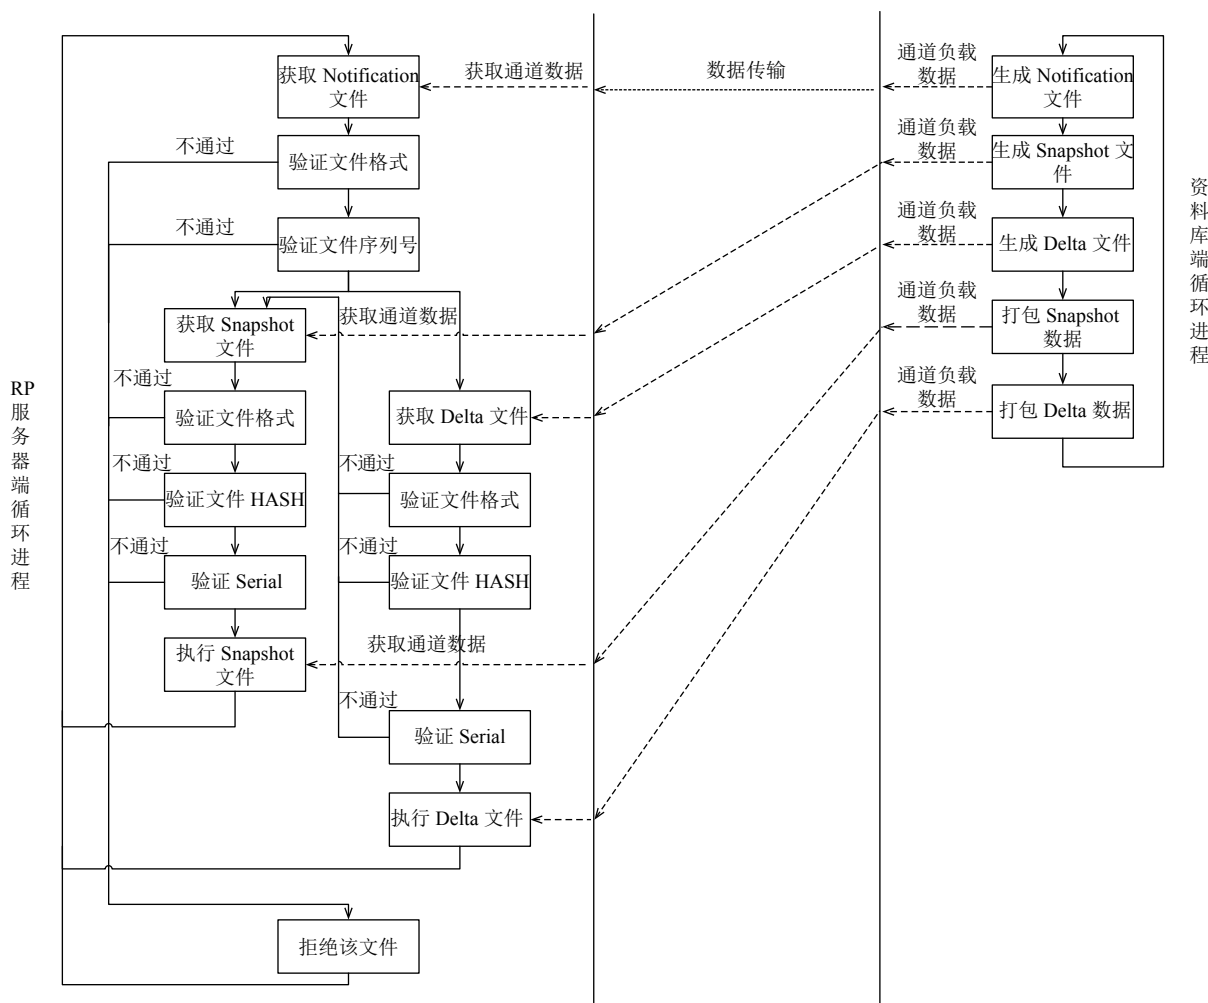 获取 Notification
文件
获取通道数据
数据传输
通道负载
数据
生成 Notification
文件
不通过
验证文件格式
通道负载
数据
生成 Snapshot 文
件
不通过
验证文件序列号
通道负载
数据
生成 Delta 文件
获取 Snapshot
文件
获取通道数据
通道负载
数据
打包 Snapshot
数据
不通过
验证文件格式
获取 Delta 文件
通道负载
数据
打包 Delta 数据
不通过
验证文件 HASH
不通过
验证文件格式
不通过
验证 Serial
不通过
验证文件 HASH
执行 Snapshot
文件
获取通道数据
不通过
验证 Serial
执行 Delta 文件
拒绝该文件
RP
服
务
器
端
循
环
进
程
资
料
库
端
循
环
进
程